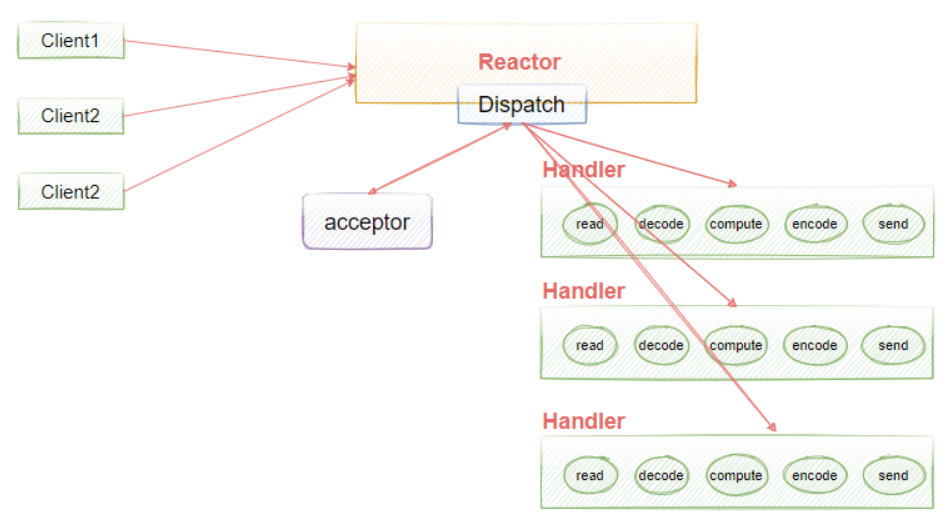 Client1
Client2
Client2
Reactor
Dispatch
acceptor
Handler
read decode compute encode send
Handler
read decode compute encode send
Handler
read decode compute encode send